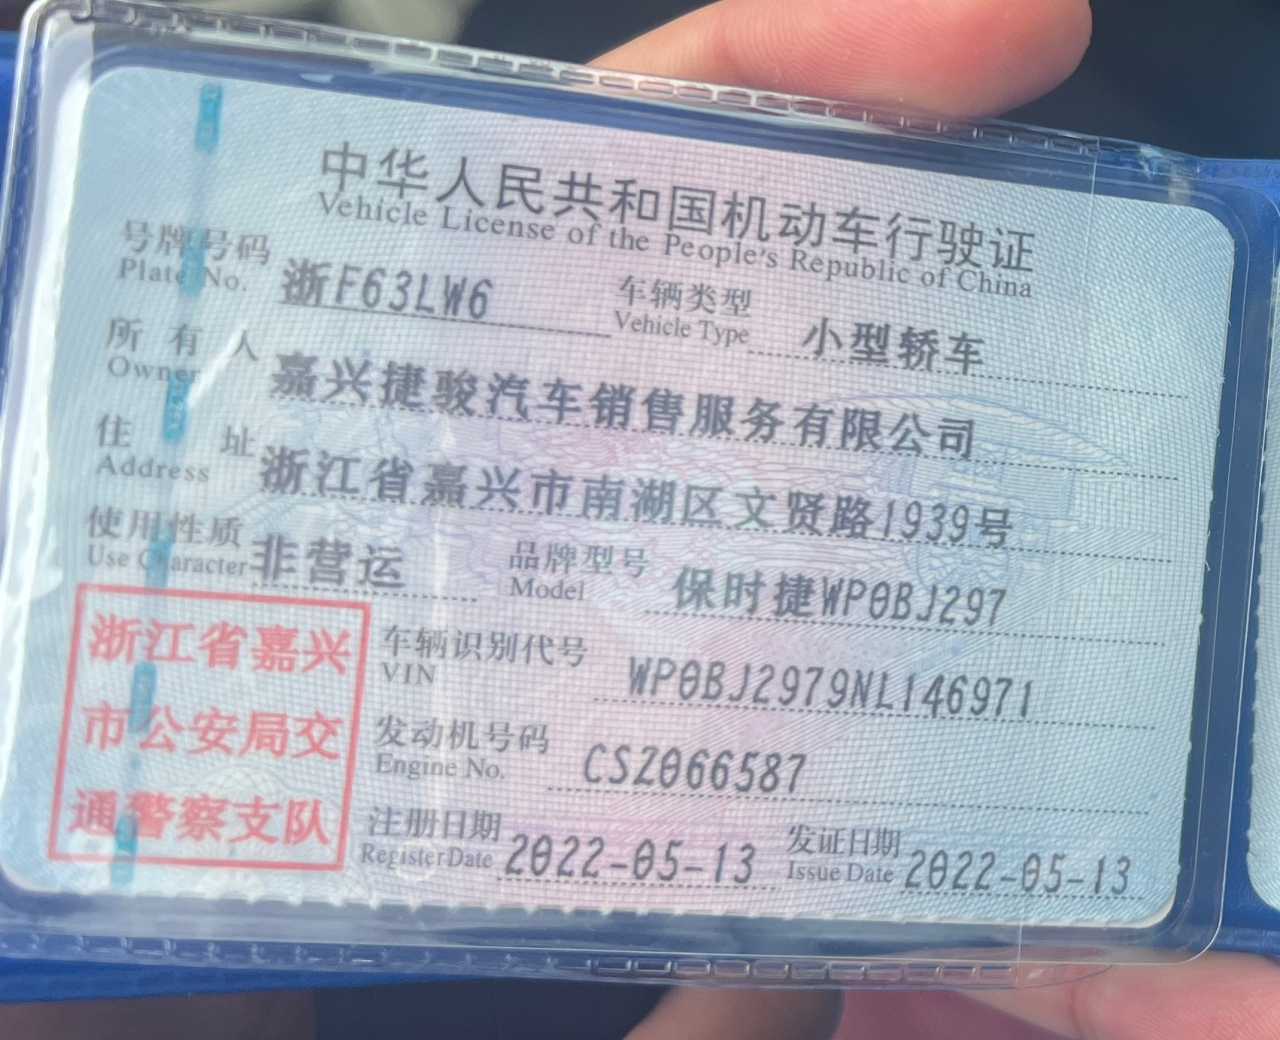 中华人民共和国机动车行驶证
Vehicle License of the People's Republic of China
号牌号码 浙F63LW6 车辆类型 小型轿车
Plate No. Vehicle Type
所有人 嘉兴捷骏汽车销售服务有限公司
Owner
住址 浙江省嘉兴市南湖区文贤路1939号
Address
使用性质 非营运 品牌型号 保时捷WP0BJ297
Use Character Model
浙江省嘉兴
市公安局交
通警察支队
车辆识别代号 WP0BJ2979NL146971
VIN
发动机号码 CSZ066587
Engine No.
注册日期 2022-05-13 发证日期 2022-05-13
Register Date Issue Date